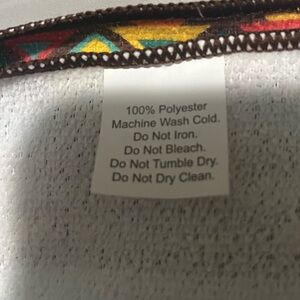 100% Polyester
Machine Wash Cold.
Do Not Iron.
Do Not Bleach.
Do Not Tumble Dry.
Do Not Dry Clean.